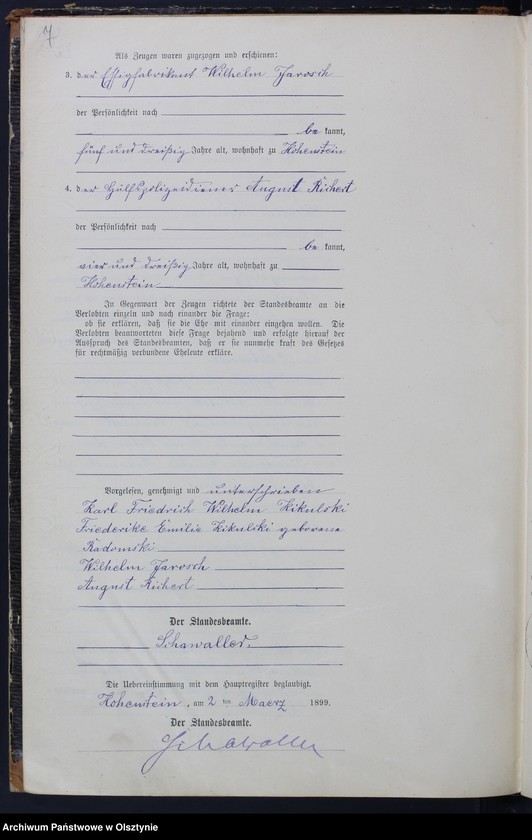 7
Als Zeugen waren zugezogen und erschienen:
3. der Essigfabrikant Wilhelm Jarosch
der Persönlichkeit nach
be kannt,
fünf und dreißig Jahre alt, wohnhaft zu Hohenstein
4. der Hülfspolizeidiener August Richert
der Persönlichkeit nach
be kannt,
vier und dreißig Jahre alt, wohnhaft zu
Hohenstein
In Gegenwart der Zeugen richtete der Standesbeamte an die
Verlobten einzeln und nach einander die Frage:
ob sie erklären, daß sie die Ehe mit einander eingehen wollen. Die
Verlobten beantworteten diese Frage bejahend und erfolgte hierauf der
Ausspruch des Standesbeamten, daß er sie nunmehr kraft des Gesetzes
für rechtmäßig verbundene Eheleute erkläre.
Vorgelesen, genehmigt und unterschrieben
Karl Friedrich Wilhelm Kikulski
Friederike Emilie Kikulski geborene
Radomski
Wilhelm Jarosch
August Richert
Der Standesbeamte.
Schawaller.
Die Uebereinstimmung mit dem Hauptregister beglaubigt.
Hohenstein, am 2 ten Maerz 1899.
Der Standesbeamte.
Schawaller
Archiwum Państwowe w Olsztynie